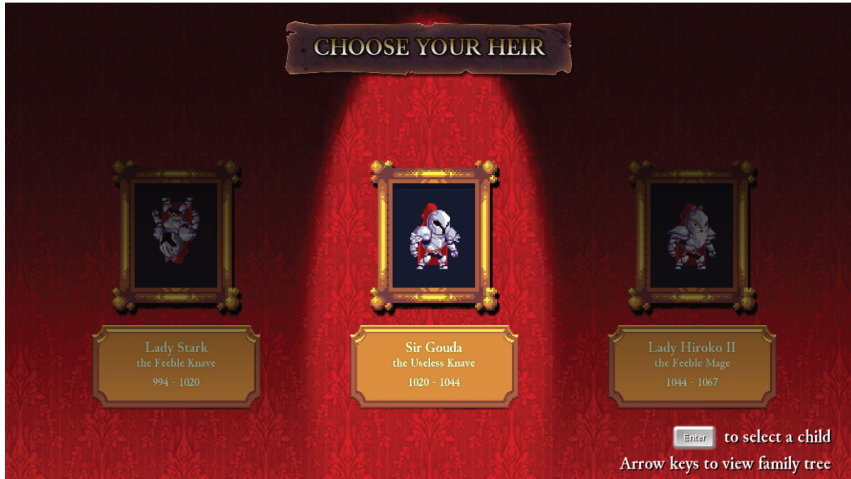 CHOOSE YOUR HEIR
Lady Stark
the Feeble Knave
994 - 1020
Sir Gouda
the Useless Knave
1020 - 1044
Lady Hiroko II
the Feeble Mage
1044 - 1067
Enter to select a child
Arrow keys to view family tree